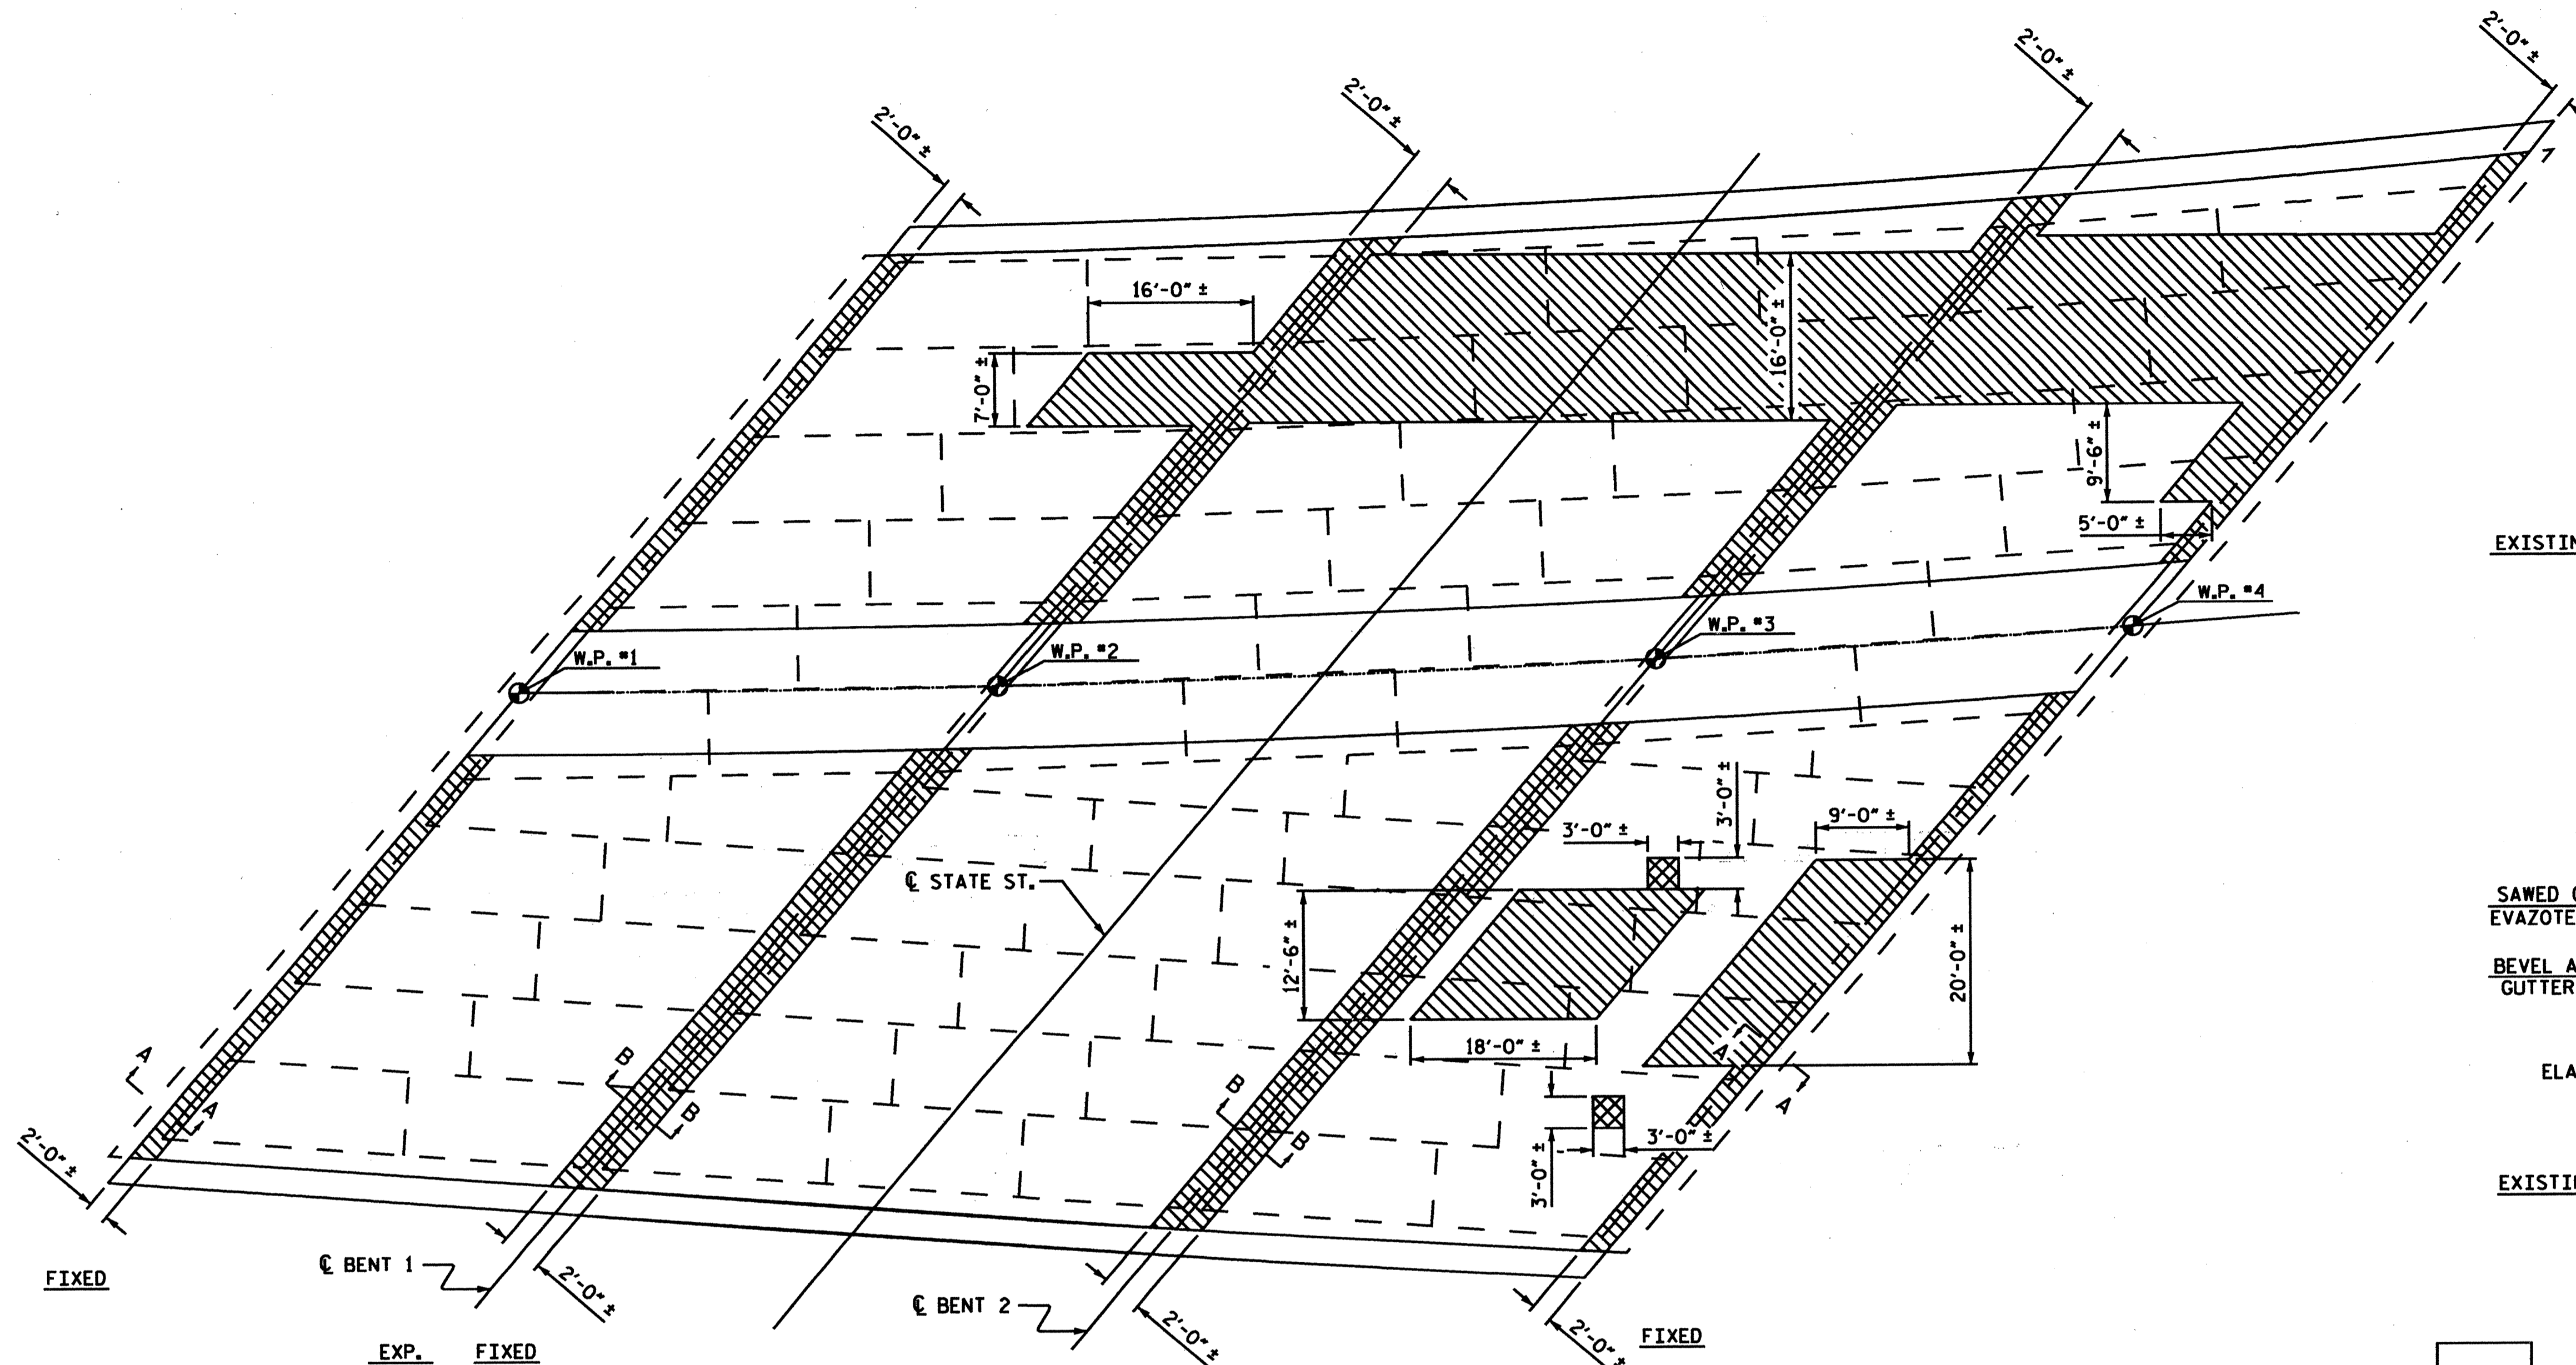 2'-0" ±
2'-0" ±
2'-0" ±
2'-0" ±
16'-0" ±
7'-0" ±
16'-0" ±
9'-6" ±
5'-0" ±
EXISTIN
W.P. #1
W.P. #2
W.P. #3
W.P. #4
3'-0" ±
3'-0" ±
9'-0" ±
℄ STATE ST.
12'-6" ±
18'-0" ±
20'-0" ±
SAWED
EVAZOTE
BEVEL A
GUTTER
ELA
A
A
B
B
B
B
A
A
3'-0" ±
3'-0" ±
EXISTI
2'-0" ±
FIXED
℄ BENT 1
2'-0" ±
℄ BENT 2
2'-0" ±
2'-0" ±
FIXED
EXP.
FIXED